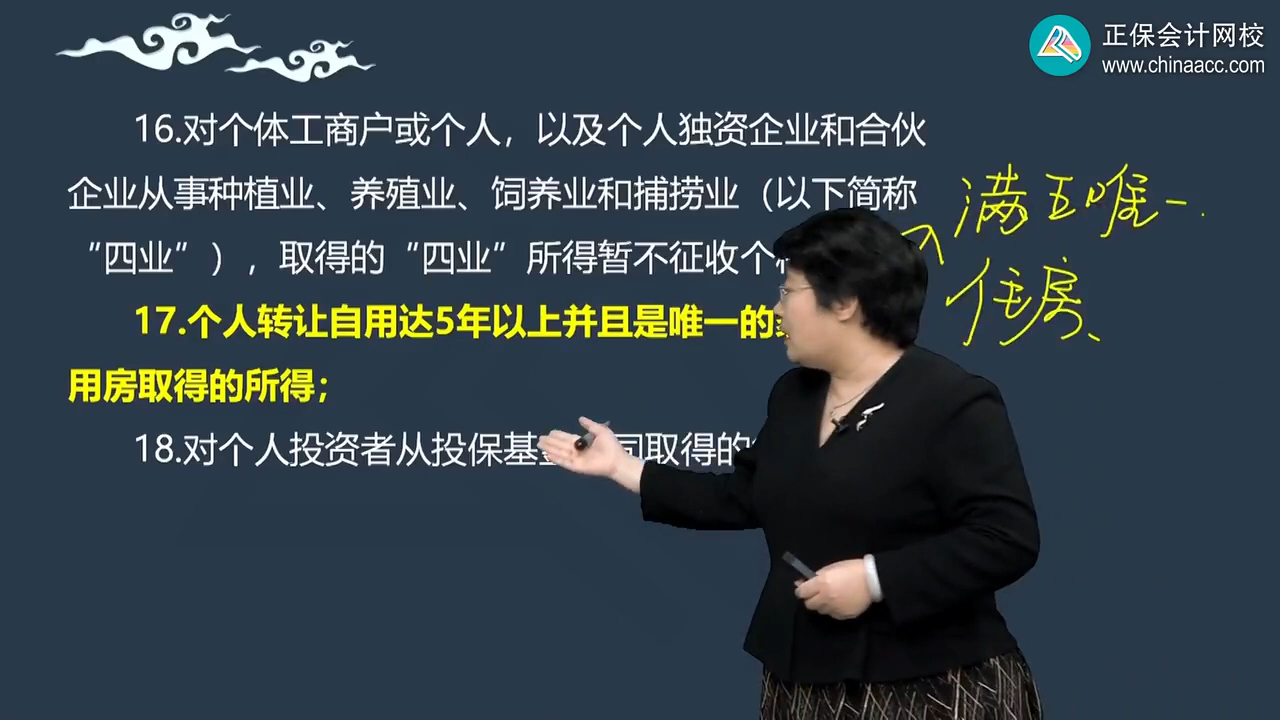 正保会计网校
www.chinaacc.com
16.对个体工商户或个人，以及个人独资企业和合伙
企业从事种植业、养殖业、饲养业和捕捞业（以下简称
“四业”），取得的“四业”所得暂不征收个
17.个人转让自用达5年以上并且是唯一的
用房取得的所得；
18.对个人投资者从投保基 取得的
满五唯一.
住房、